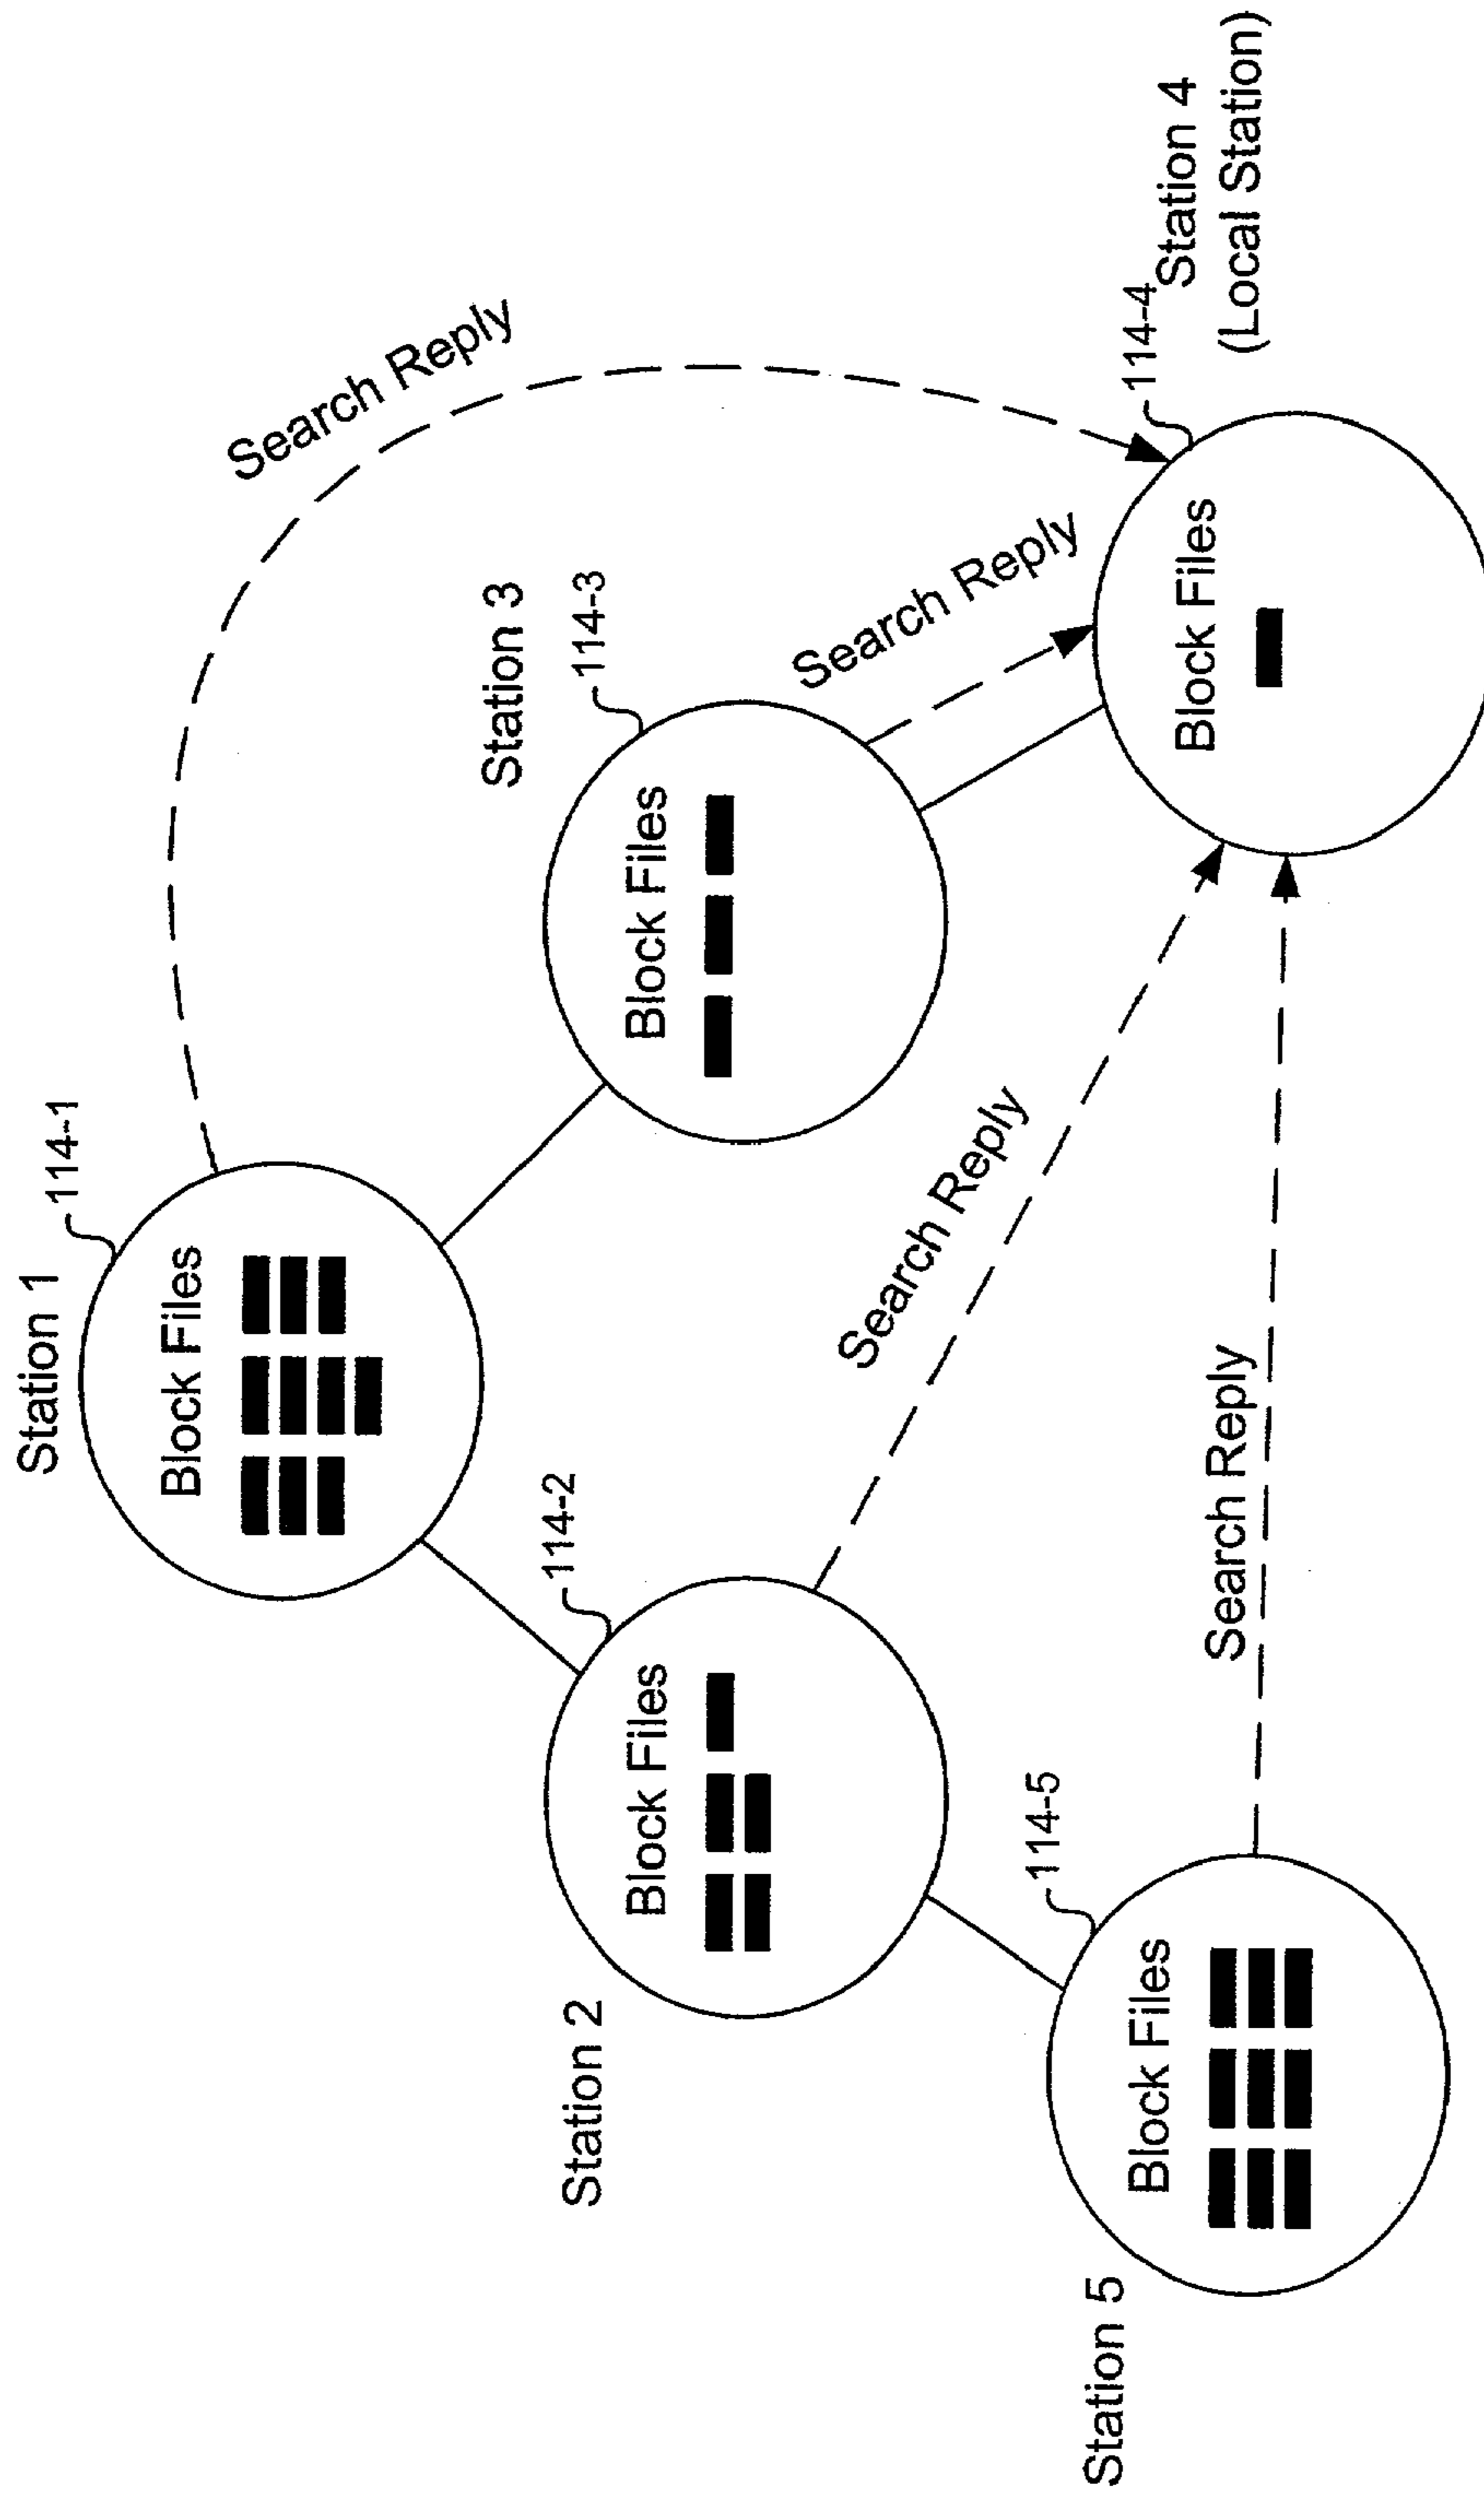 Station 1
114-1
Block Files
Search Reply
Station 2
114-2
Block Files
Station 3
114-3
Block Files
Search Reply
Search Reply
Station 5
114-5
Block Files
Search Reply
114-4
Station 4
(Local Station)
Block Files